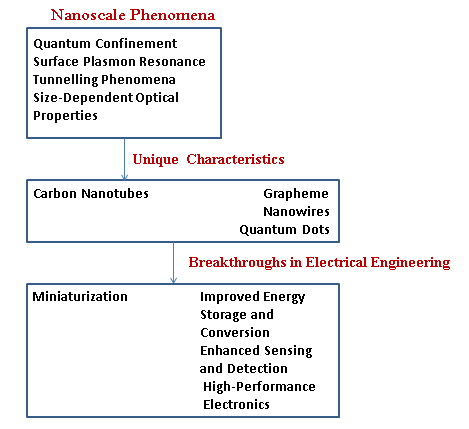 Nanoscale Phenomena
Quantum Confinement
Surface Plasmon Resonance
Tunnelling Phenomena
Size-Dependent Optical
Properties
Unique Characteristics
Carbon Nanotubes Grapheme
Nanowires
Quantum Dots
Breakthroughs in Electrical Engineering
Miniaturization Improved Energy
Storage and
Conversion
Enhanced Sensing
and Detection
High-Performance
Electronics